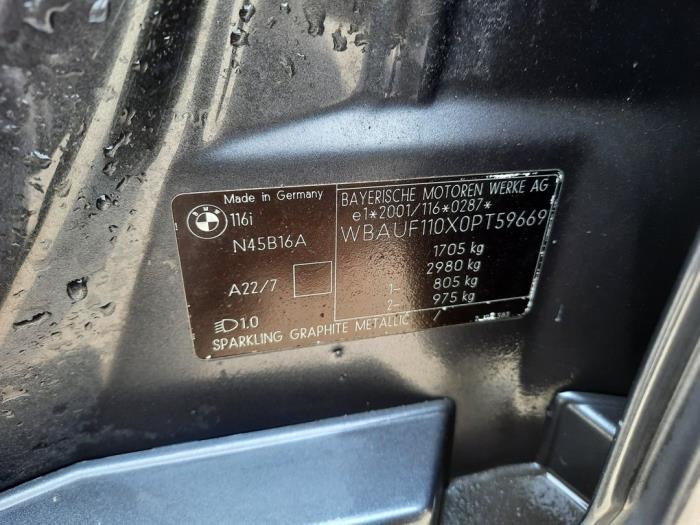 Made in Germany
BMW
116i
N45B16A
A22/7
1.0
SPARKLING GRAPHITE METALLIC
BAYERISCHE MOTOREN WERKE AG
e1*2001/116*0287*
WBAUF110X0PT59669
1705 kg
2980 kg
1- 805 kg
2- 975 kg